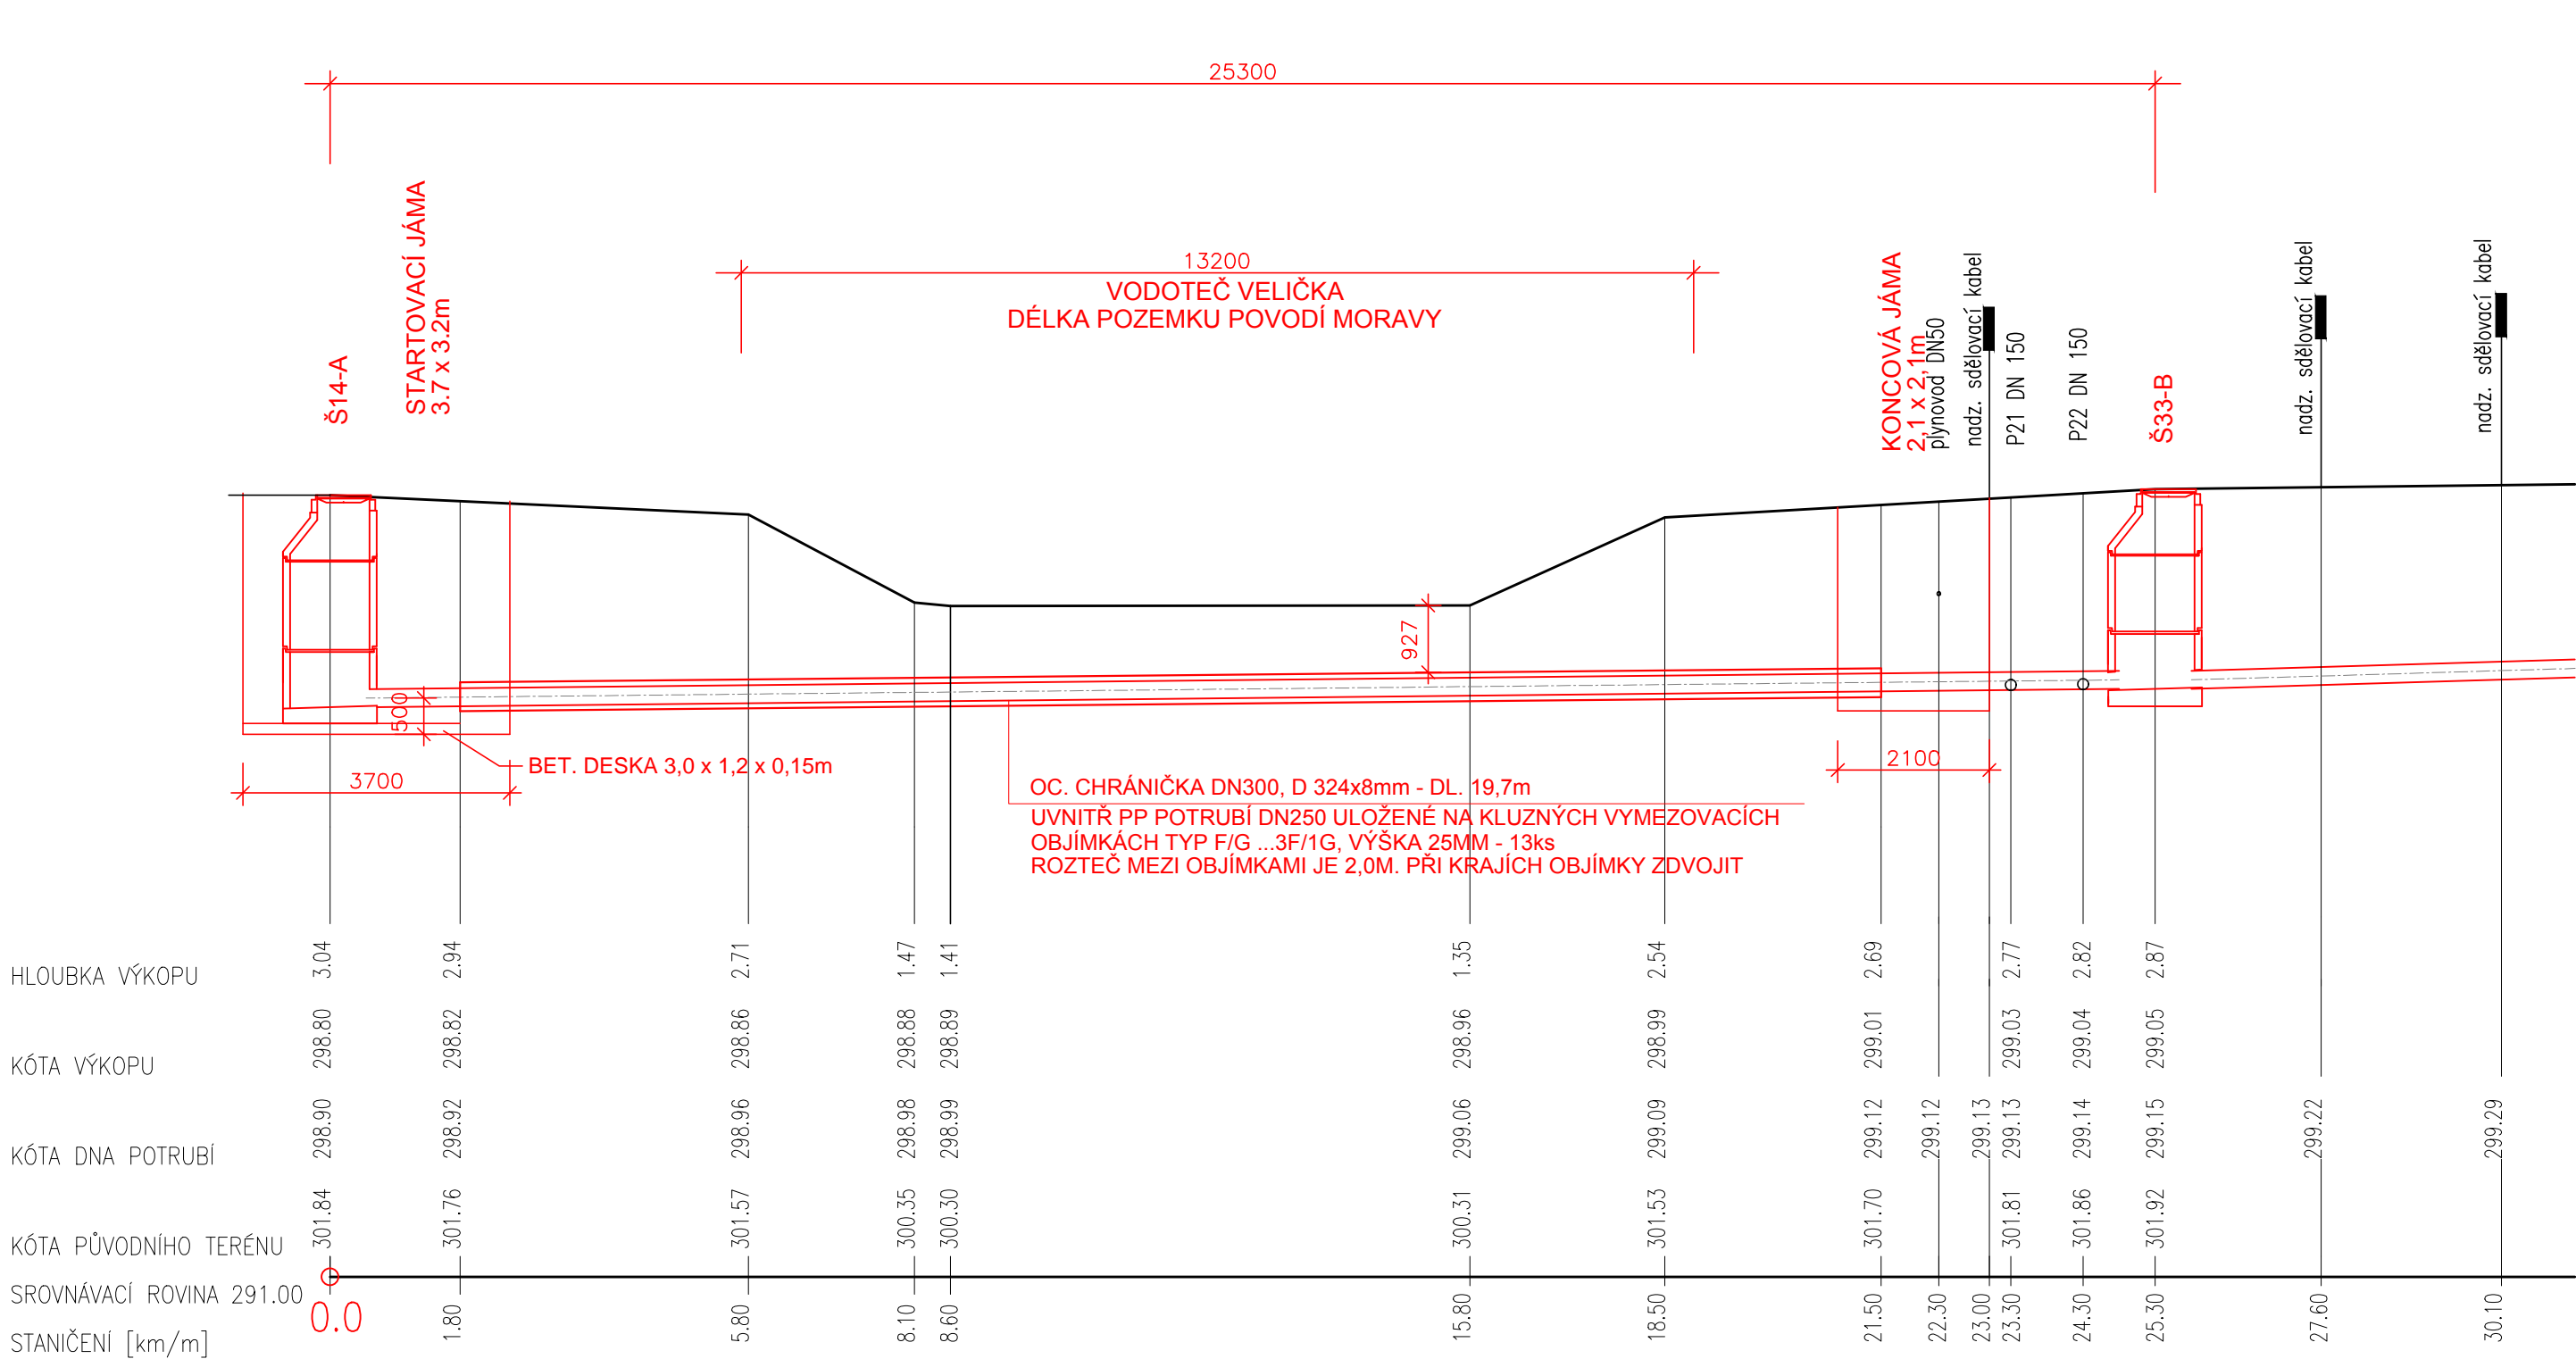 25300
13200
VODOTEČ VELIČKA
DÉLKA POZEMKU POVODÍ MORAVY
Š14-A
STARTOVACÍ JÁMA
3.7 x 3.2m
KONCOVÁ JÁMA
2,1 x 2,1m
plynovod DN50
nadz. sdělovací kabel
P21 DN 150
P22 DN 150
Š33-B
nadz. sdělovací kabel
nadz. sdělovací kabel
927
500
BET. DESKA 3,0 x 1,2 x 0,15m
3700
2100
OC. CHRÁNIČKA DN300, D 324x8mm - DL. 19,7m
UVNITŘ PP POTRUBÍ DN250 ULOŽENÉ NA KLUZNÝCH VYMEZOVACÍCH
OBJÍMKÁCH TYP F/G ...3F/1G, VÝŠKA 25MM - 13ks
ROZTEČ MEZI OBJÍMKAMI JE 2,0M. PŘI KRAJÍCH OBJÍMKY ZDVOJIT
HLOUBKA VÝKOPU 3.04 2.94 2.71 1.47 1.41 1.35 2.54 2.69 2.77 2.82 2.87
KÓTA VÝKOPU 298.80 298.82 298.86 298.88 298.89 298.96 298.99 299.01 299.03 299.04 299.05
KÓTA DNA POTRUBÍ 298.90 298.92 298.96 298.98 298.99 299.06 299.09 299.12 299.12 299.13 299.13 299.14 299.15 299.22 299.29
KÓTA PŮVODNÍHO TERÉNU 301.84 301.76 301.57 300.35 300.30 300.31 301.53 301.70 301.81 301.86 301.92
SROVNÁVACÍ ROVINA 291.00
STANIČENÍ [km/m] 0.0 1.80 5.80 8.10 8.60 15.80 18.50 21.50 22.30 23.00 23.30 24.30 25.30 27.60 30.10